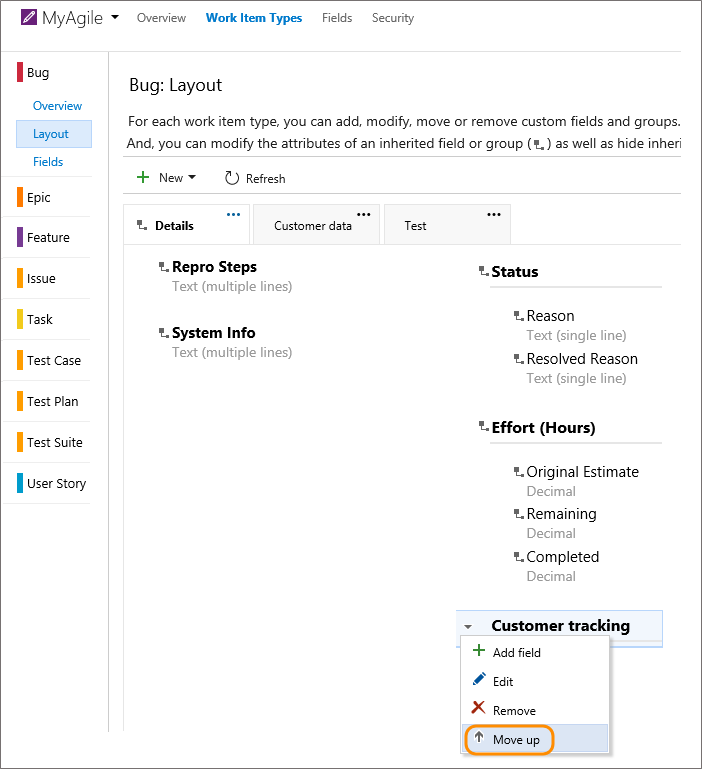 MyAgile Overview Work Item Types Fields Security
Bug
Overview
Layout
Fields
Epic
Feature
Issue
Task
Test Case
Test Plan
Test Suite
User Story
Bug: Layout
For each work item type, you can add, modify, move or remove custom fields and groups.
And, you can modify the attributes of an inherited field or group ( ) as well as hide inheri
New Refresh
Details ... Customer data ... Test ...
Repro Steps
Text (multiple lines)
System Info
Text (multiple lines)
Status
Reason
Text (single line)
Resolved Reason
Text (single line)
Effort (Hours)
Original Estimate
Decimal
Remaining
Decimal
Completed
Decimal
Customer tracking
Add field
Edit
Remove
Move up